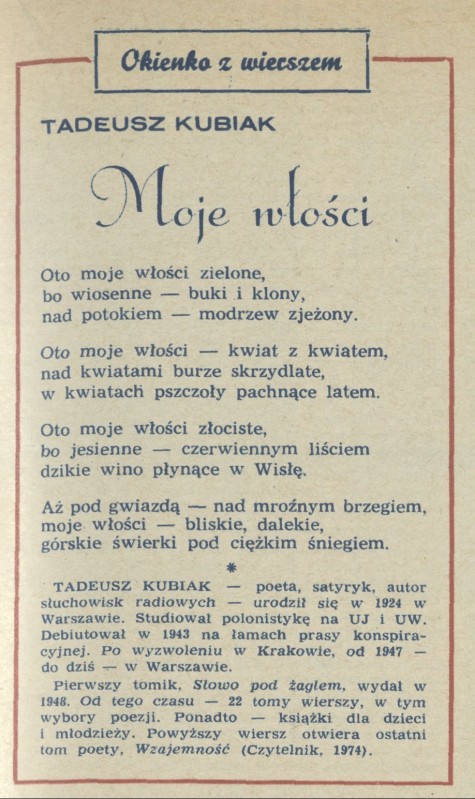 Okienko z wierszem
TADEUSZ KUBIAK
Moje włości
Oto moje włości zielone,
bo wiosenne — buki i klony,
nad potokiem — modrzew zjeżony.
Oto moje włości — kwiat z kwiatem,
nad kwiatami burze skrzydlate,
w kwiatach pszczoły pachnące latem.
Oto moje włości złociste,
bo jesienne — czerwiennym liściem
dzikie wino płynące w Wisłę.
Aż pod gwiazdą — nad mroźnym brzegiem,
moje włości — bliskie, dalekie,
górskie świerki pod ciężkim śniegiem.
*
TADEUSZ KUBIAK — poeta, satyryk, autor
słuchowisk radiowych — urodził się w 1924 w
Warszawie. Studiował polonistykę na UJ i UW.
Debiutował w 1943 na łamach prasy konspira-
cyjnej. Po wyzwoleniu w Krakowie, od 1947 —
do dziś — w Warszawie.
Pierwszy tomik, Słowo pod żaglem, wydał w
1948. Od tego czasu — 22 tomy wierszy, w tym
wybory poezji. Ponadto — książki dla dzieci
i młodzieży. Powyższy wiersz otwiera ostatni
tom poety, Wzajemność (Czytelnik, 1974).